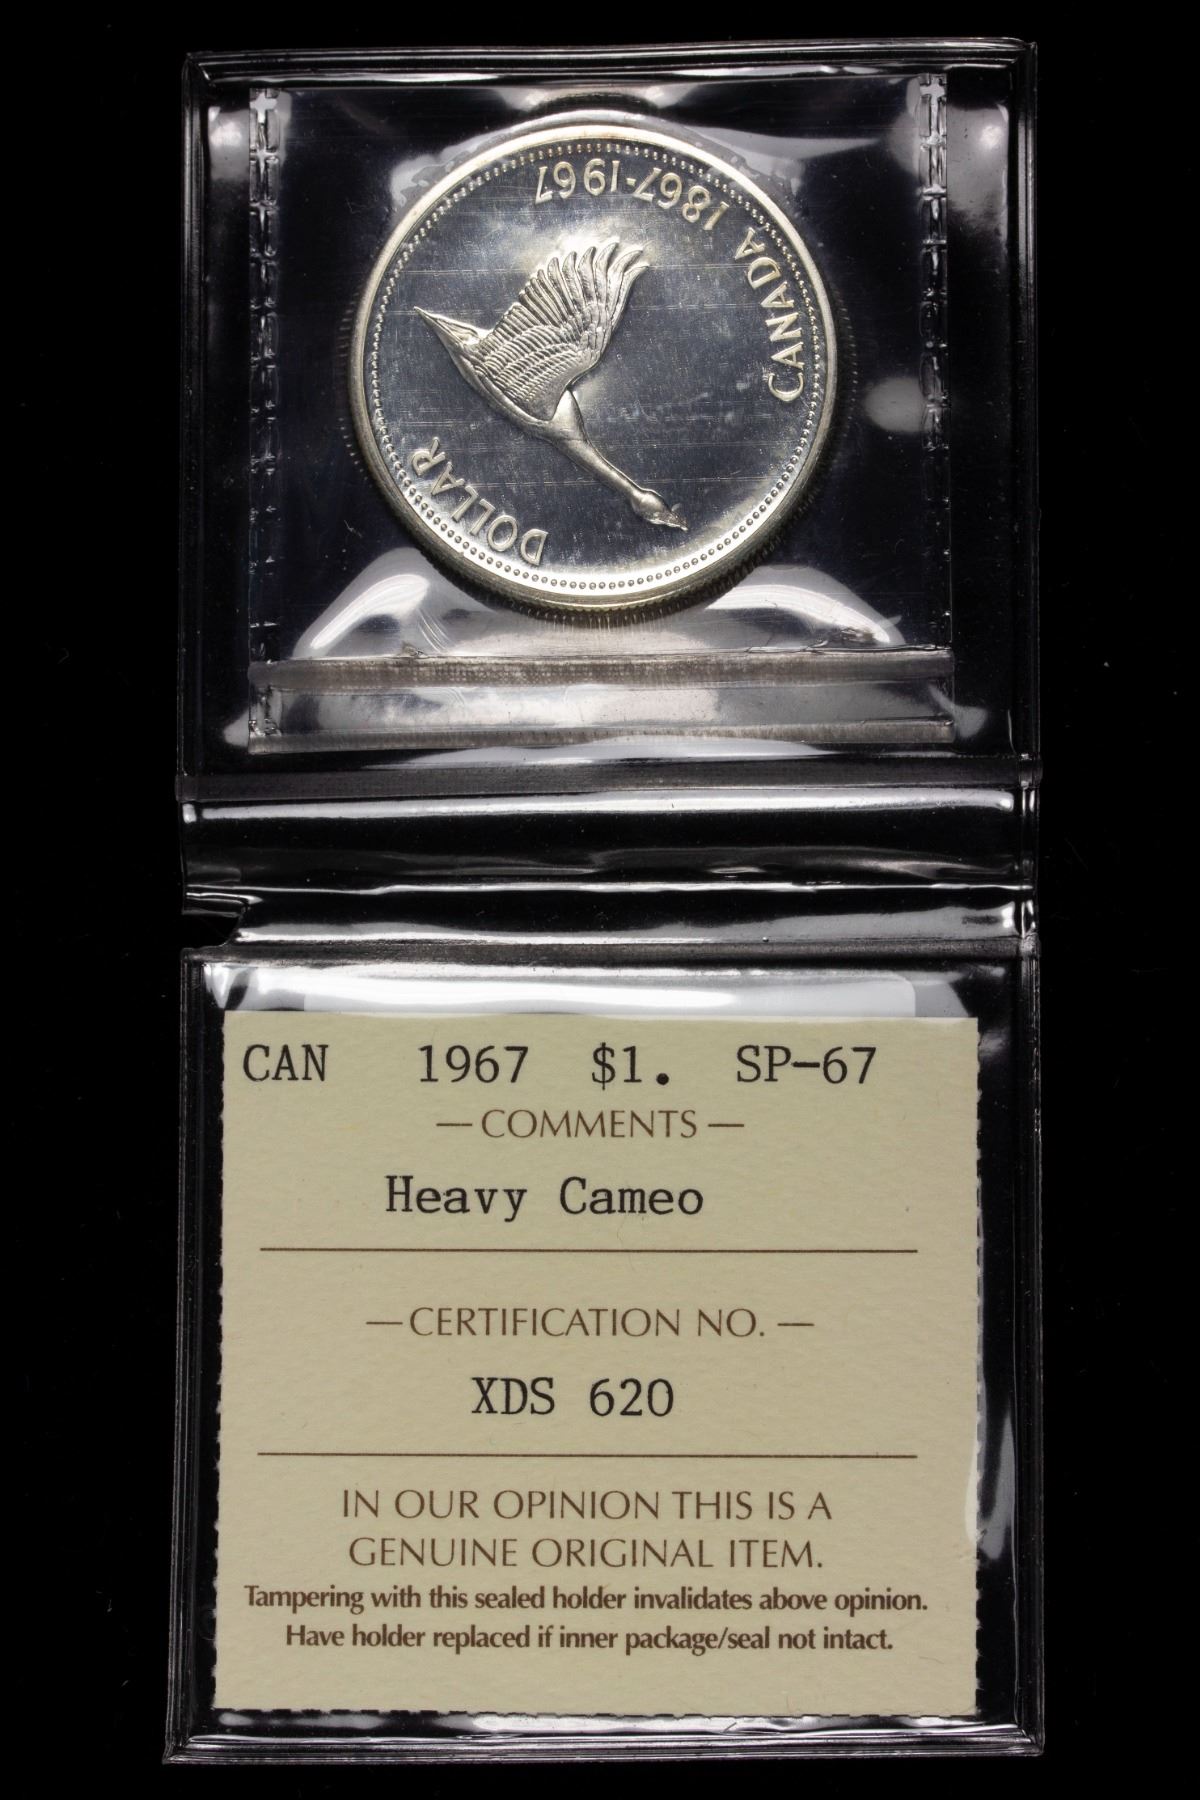 CANADA 1867-1967
DOLLAR
CAN 1967 $1. SP-67
— COMMENTS —
Heavy Cameo
— CERTIFICATION NO. —
XDS 620
IN OUR OPINION THIS IS A
GENUINE ORIGINAL ITEM.
Tampering with this sealed holder invalidates above opinion.
Have holder replaced if inner package/seal not intact.